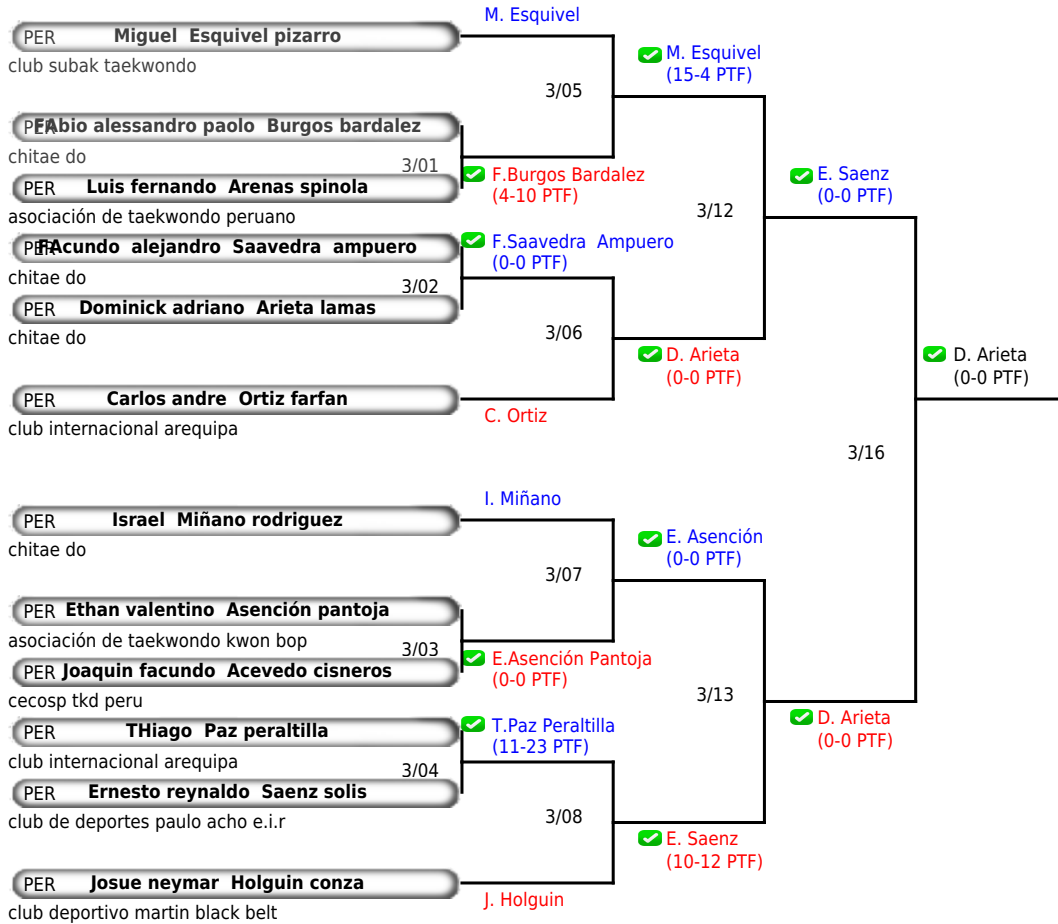 M. Esquivel
PER Miguel Esquivel pizarro
club subak taekwondo
M. Esquivel
(15-4 PTF)
3/05
PER FAbio alessandro paolo Burgos bardalez
chitae do
3/01
F.Burgos Bardalez
(4-10 PTF)
PER Luis fernando Arenas spinola
asociación de taekwondo peruano
E. Saenz
(0-0 PTF)
3/12
PER FAcundo alejandro Saavedra ampuero
chitae do
F.Saavedra Ampuero
(0-0 PTF)
3/02
PER Dominick adriano Arieta lamas
chitae do
3/06
D. Arieta
(0-0 PTF)
D. Arieta
(0-0 PTF)
PER Carlos andre Ortiz farfan
club internacional arequipa
C. Ortiz
3/16
I. Miñano
PER Israel Miñano rodriguez
chitae do
E. Asención
(0-0 PTF)
3/07
PER Ethan valentino Asención pantoja
asociación de taekwondo kwon bop
3/03
E.Asención Pantoja
(0-0 PTF)
PER Joaquin facundo Acevedo cisneros
cecosp tkd peru
3/13
D. Arieta
(0-0 PTF)
PER THiago Paz peraltilla
club internacional arequipa
T.Paz Peraltilla
(11-23 PTF)
3/04
PER Ernesto reynaldo Saenz solis
club de deportes paulo acho e.i.r
3/08
E. Saenz
(10-12 PTF)
PER Josue neymar Holguin conza
club deportivo martin black belt
J. Holguin